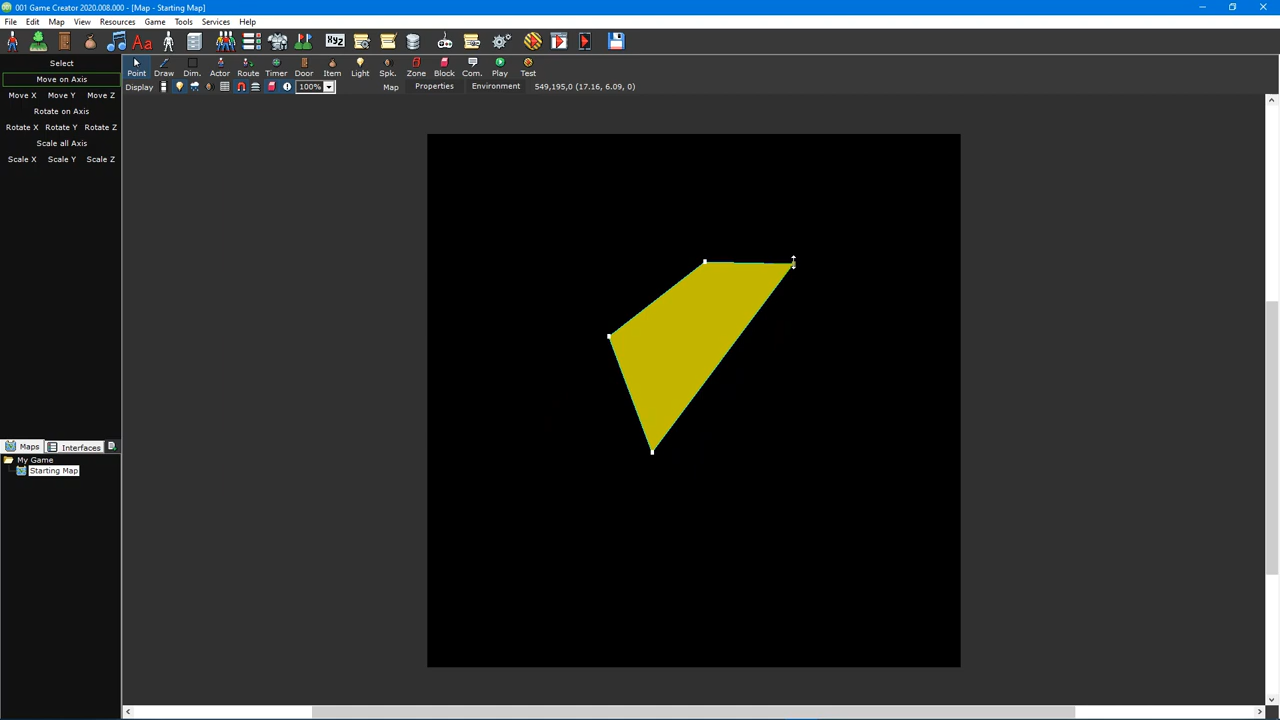 001 Game Creator 2020.008.000 - [Map - Starting Map]
File Edit Map View Resources Game Tools Services Help
Aa xyz
Select
Move on Axis
Move X Move Y Move Z
Rotate on Axis
Rotate X Rotate Y Rotate Z
Scale all Axis
Scale X Scale Y Scale Z
Point Draw Dim. Actor Route Timer Door Item Light Spk. Zone Block Com. Play Test
Display 100% Map Properties Environment 549,195,0 (17.16, 6.09, 0)
Maps Interfaces
My Game
Starting Map